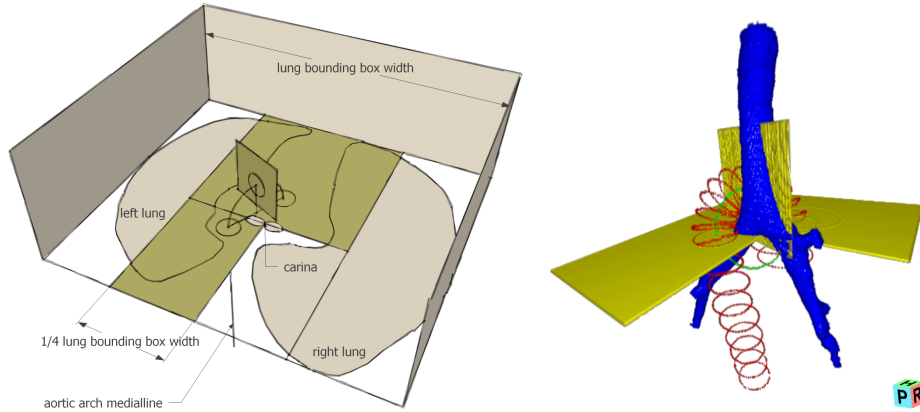 lung bounding box width
left lung
carina
1/4 lung bounding box width
right lung
aortic arch medialline
H
P R